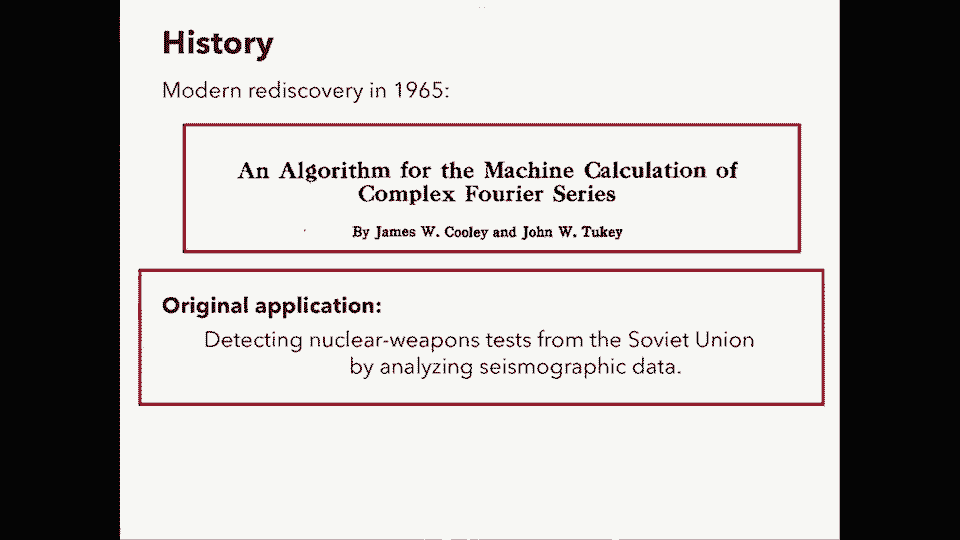 History
Modern rediscovery in 1965:
An Algorithm for the Machine Calculation of
Complex Fourier Series
By James W. Cooley and John W. Tukey
Original application:
Detecting nuclear-weapons tests from the Soviet Union
by analyzing seismographic data.